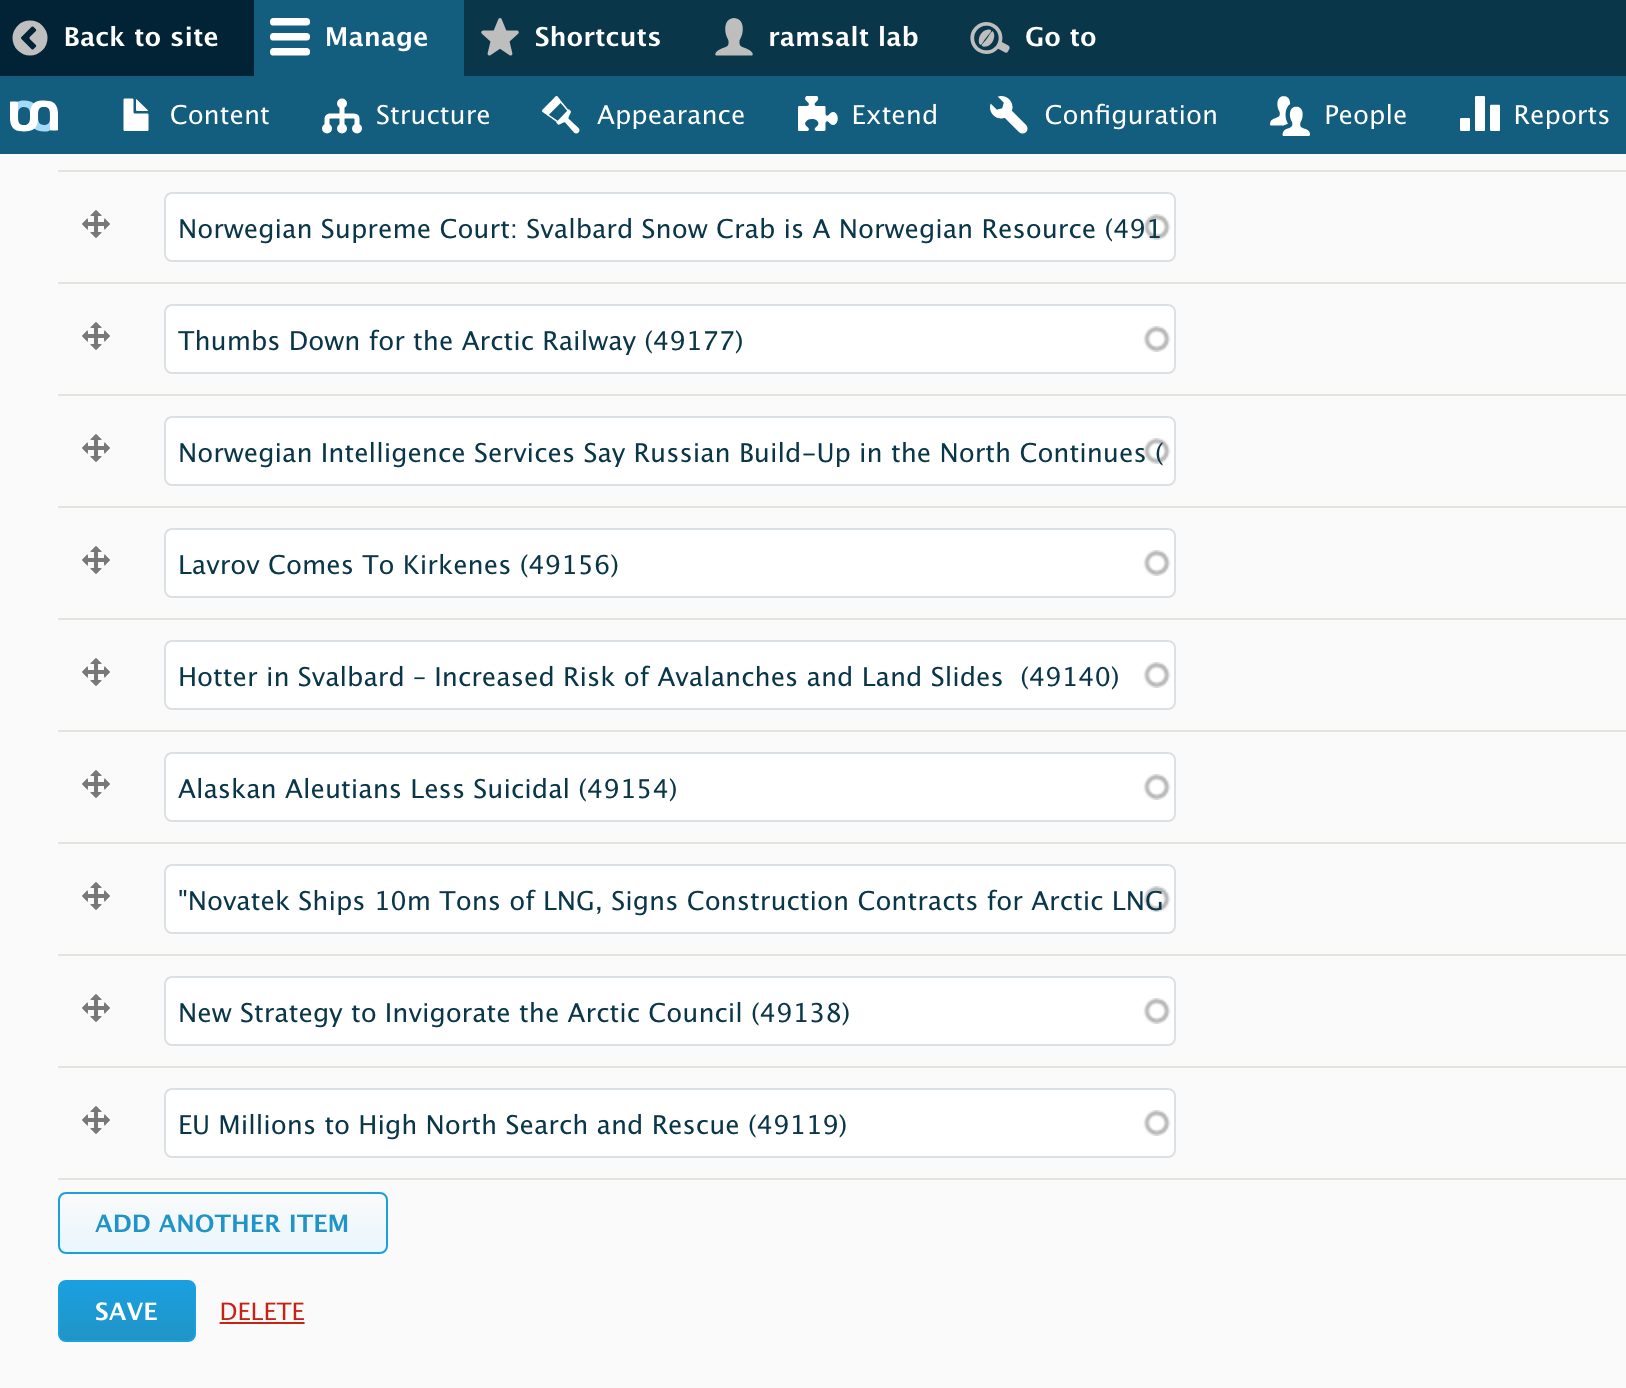 Back to site Manage Shortcuts ramsalt lab Go to
Content Structure Appearance Extend Configuration People Reports
Norwegian Supreme Court: Svalbard Snow Crab is A Norwegian Resource (491
Thumbs Down for the Arctic Railway (49177)
Norwegian Intelligence Services Say Russian Build-Up in the North Continues (
Lavrov Comes To Kirkenes (49156)
Hotter in Svalbard – Increased Risk of Avalanches and Land Slides  (49140)
Alaskan Aleutians Less Suicidal (49154)
"Novatek Ships 10m Tons of LNG, Signs Construction Contracts for Arctic LNG
New Strategy to Invigorate the Arctic Council (49138)
EU Millions to High North Search and Rescue (49119)
ADD ANOTHER ITEM
SAVE DELETE